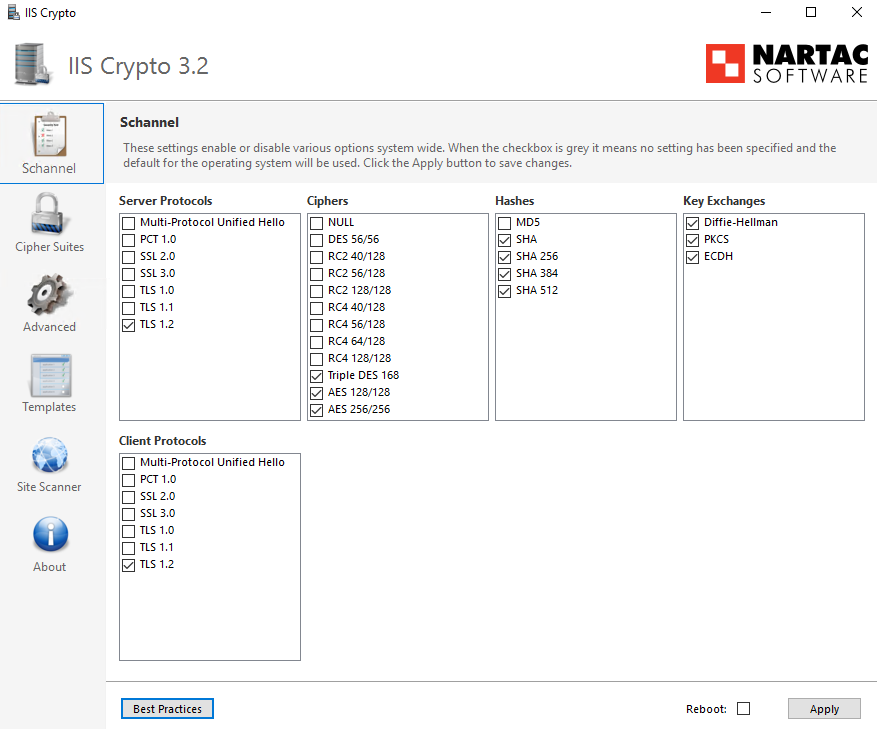 IIS Crypto
IIS Crypto 3.2
NARTAC
SOFTWARE
Schannel
Cipher Suites
Advanced
Templates
Site Scanner
About
Schannel
These settings enable or disable various options system wide. When the checkbox is grey it means no setting has been specified and the
default for the operating system will be used. Click the Apply button to save changes.
Server Protocols
Multi-Protocol Unified Hello
PCT 1.0
SSL 2.0
SSL 3.0
TLS 1.0
TLS 1.1
TLS 1.2
Ciphers
NULL
DES 56/56
RC2 40/128
RC2 56/128
RC2 128/128
RC4 40/128
RC4 56/128
RC4 64/128
RC4 128/128
Triple DES 168
AES 128/128
AES 256/256
Hashes
MD5
SHA
SHA 256
SHA 384
SHA 512
Key Exchanges
Diffie-Hellman
PKCS
ECDH
Client Protocols
Multi-Protocol Unified Hello
PCT 1.0
SSL 2.0
SSL 3.0
TLS 1.0
TLS 1.1
TLS 1.2
Best Practices
Reboot:
Apply